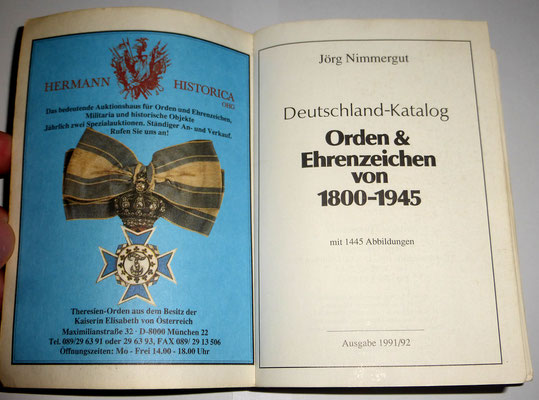 HERMANN HISTORICA
OHG
Das bedeutende Auktionshaus für Orden und Ehrenzeichen,
Militaria und historische Objekte
Jährlich zwei Spezialauktionen. Ständiger An- und Verkauf.
Rufen Sie uns an!
Theresien-Orden aus dem Besitz der
Kaiserin Elisabeth von Österreich
Maximilianstraße 32 · D-8000 München 22
Tel. 089/29 63 91 oder 29 63 93, FAX 089/ 29 13 506
Öffnungszeiten: Mo - Frei 14.00 - 18.00 Uhr
Jörg Nimmergut
Deutschland-Katalog
Orden &
Ehrenzeichen
von
1800-1945
mit 1445 Abbildungen
Ausgabe 1991/92